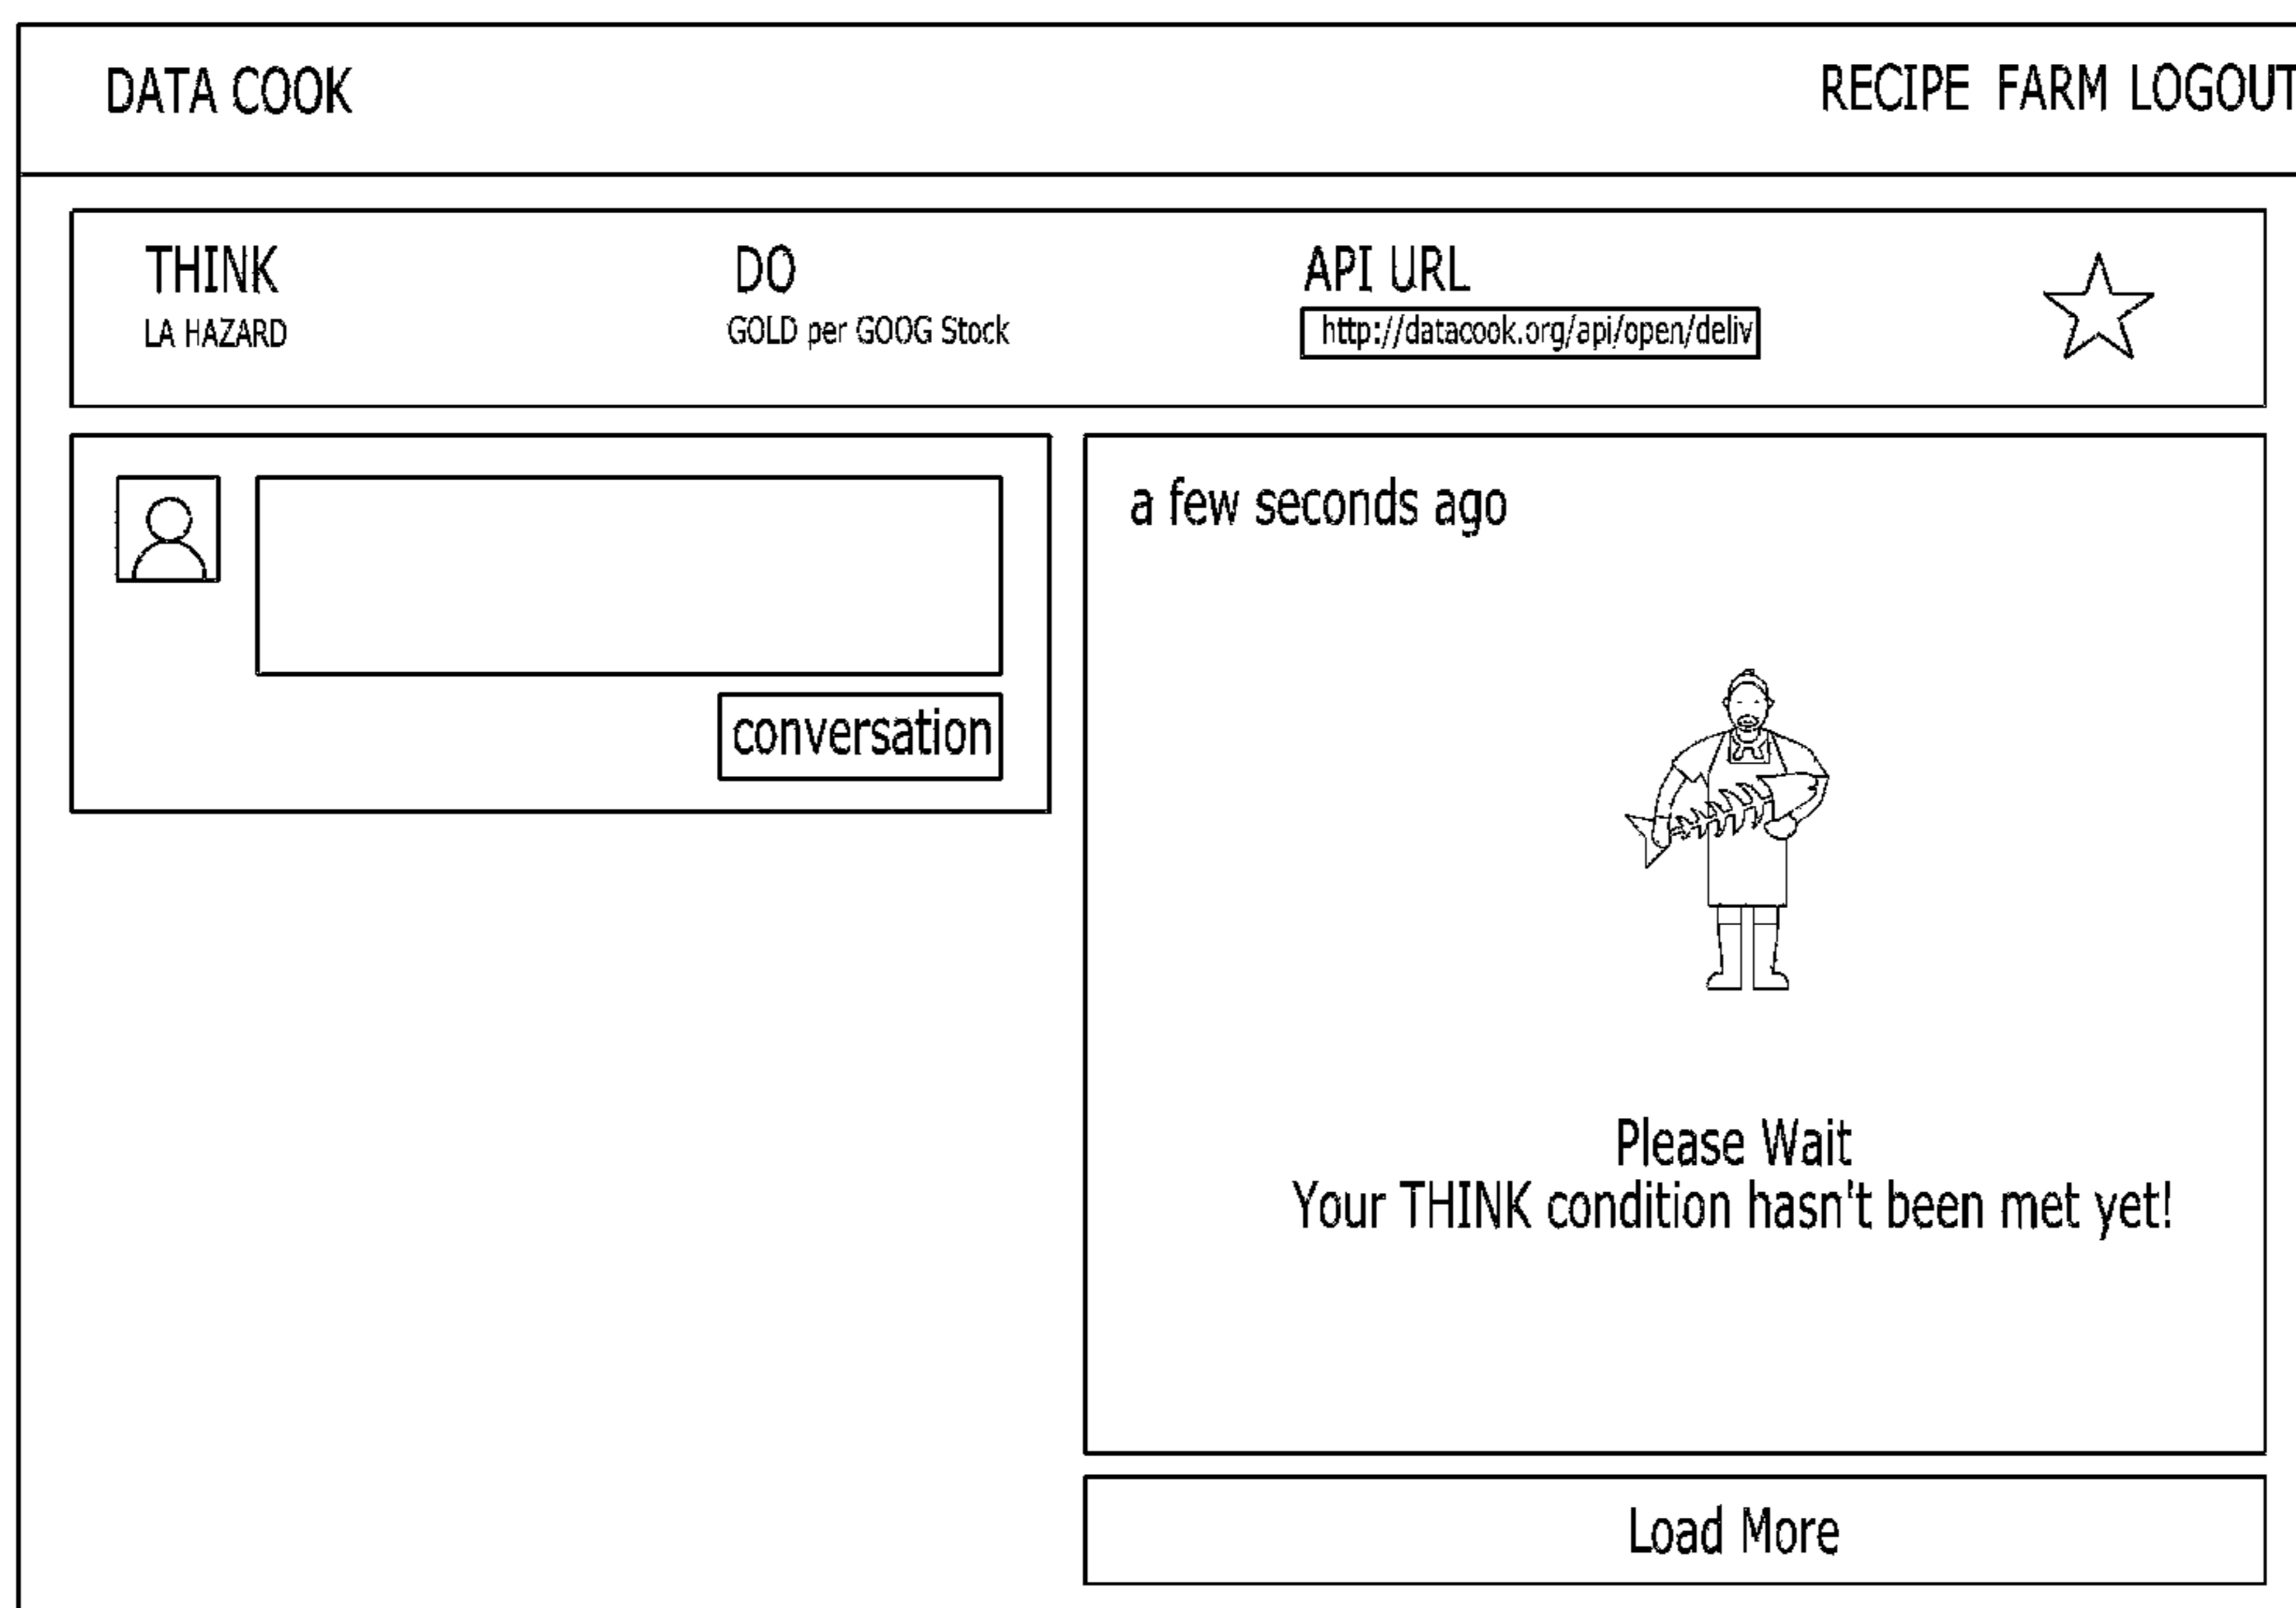 DATA COOK
RECIPE FARM LOGOUT
THINK
LA HAZARD
DO
GOLD per GOOG Stock
API URL
http://datacook.org/api/open/deliv
conversation
a few seconds ago
Please Wait
Your THINK condition hasn't been met yet!
Load More